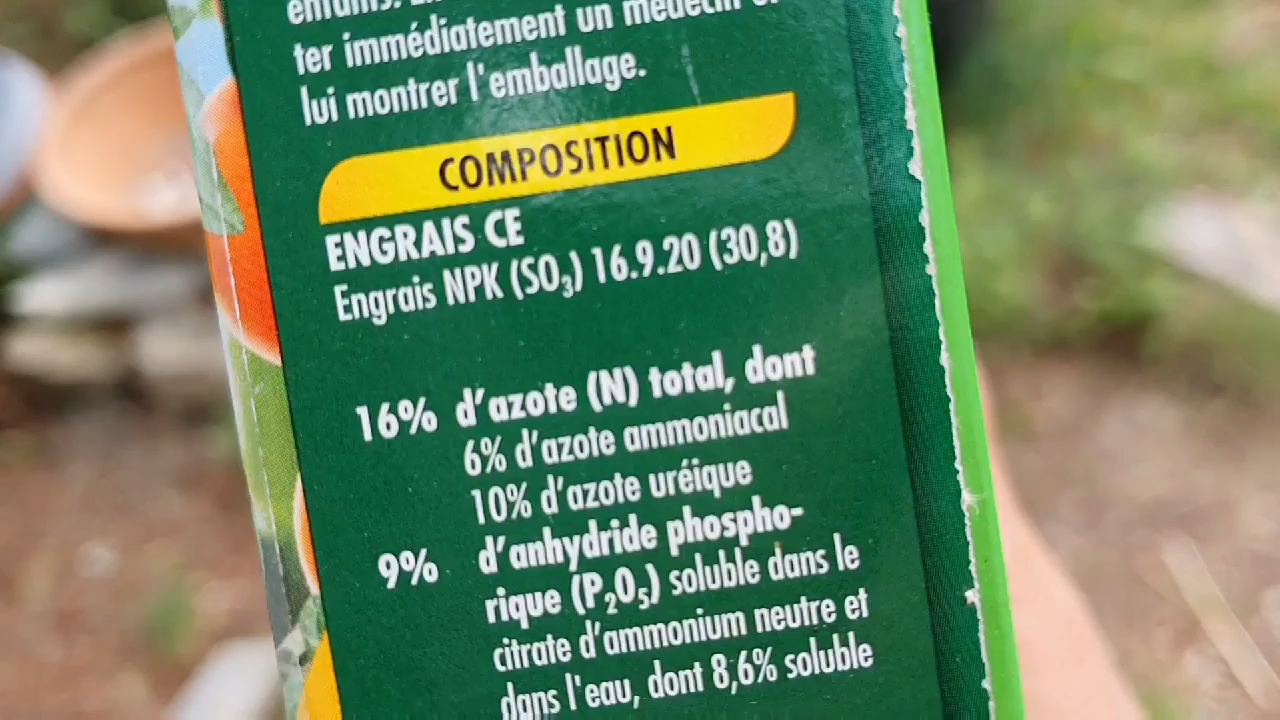 enfants.
ter immédiatement un médecin et
lui montrer l'emballage.
COMPOSITION
ENGRAIS CE
Engrais NPK (SO₃) 16.9.20 (30,8)
16% d'azote (N) total, dont
6% d'azote ammoniacal
10% d'azote uréique
9% d'anhydride phospho-
rique (P₂O₅) soluble dans le
citrate d'ammonium neutre et
dans l'eau, dont 8,6% soluble